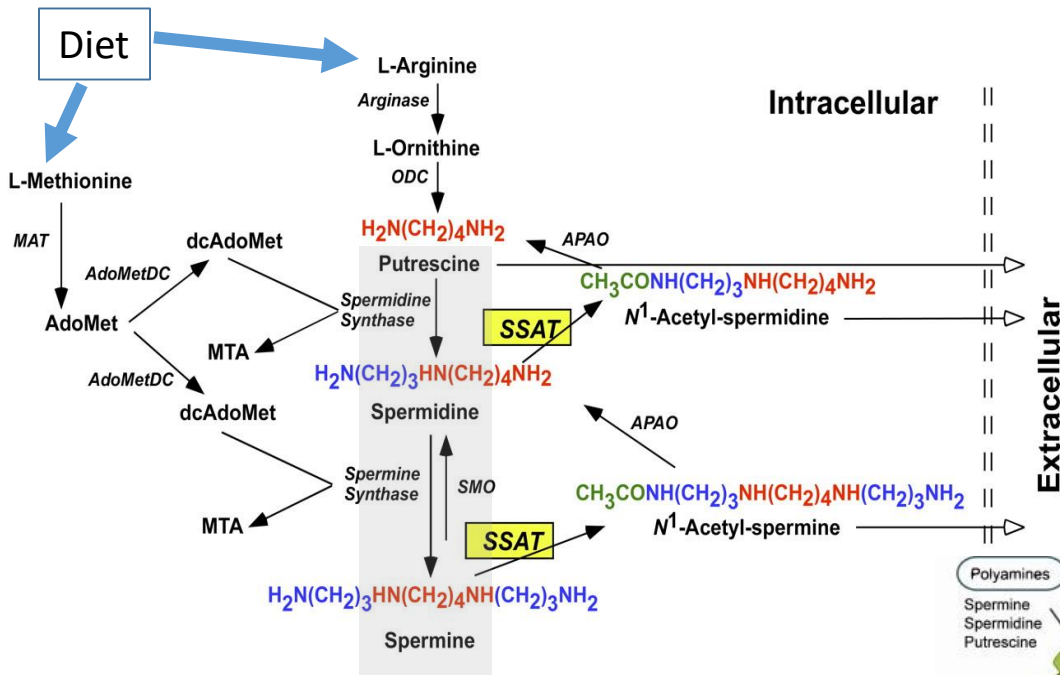 Diet
L-Arginine
Intracellular
Arginase
L-Ornithine
L-Methionine
ODC
H₂N(CH₂)₄NH₂
MAT
dcAdoMet
APAO
Putrescine
AdoMetDC
CH₃CONH(CH₂)₃NH(CH₂)₄NH₂
Spermidine
Synthase
SSAT
N¹-Acetyl-spermidine
AdoMet
MTA
H₂N(CH₂)₃HN(CH₂)₄NH₂
AdoMetDC
dcAdoMet
Spermidine
APAO
Extracellular
Spermine
Synthase
SMO
CH₃CONH(CH₂)₃NH(CH₂)₄NH(CH₂)₃NH₂
MTA
N¹-Acetyl-spermine
SSAT
H₂N(CH₂)₃HN(CH₂)₄NH(CH₂)₃NH₂
Spermine
Polyamines
Spermine
Spermidine
Putrescine